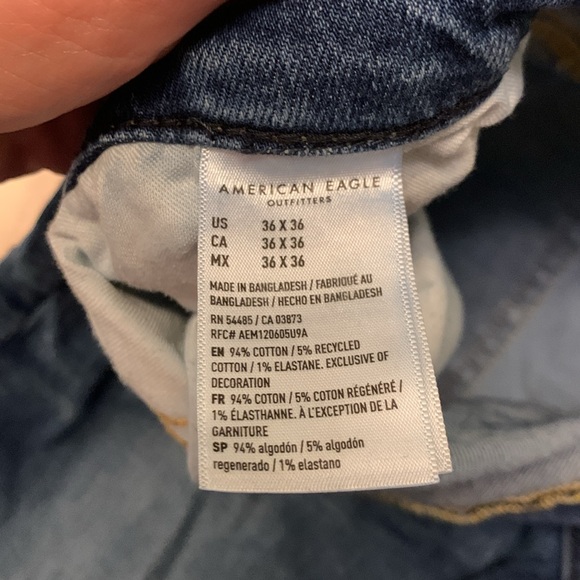 AMERICAN EAGLE
OUTFITTERS
US 36 X 36
CA 36 X 36
MX 36 X 36
MADE IN BANGLADESH / FABRIQUÉ AU
BANGLADESH / HECHO EN BANGLADESH
RN 54485 / CA 03873
RFC# AEM120605U9A
EN 94% COTTON / 5% RECYCLED
COTTON / 1% ELASTANE. EXCLUSIVE OF
DECORATION
FR 94% COTON / 5% COTON RÉGÉNÉRÉ /
1% ÉLASTHANNE. À L'EXCEPTION DE LA
GARNITURE
SP 94% algodón / 5% algodón
regenerado / 1% elastano